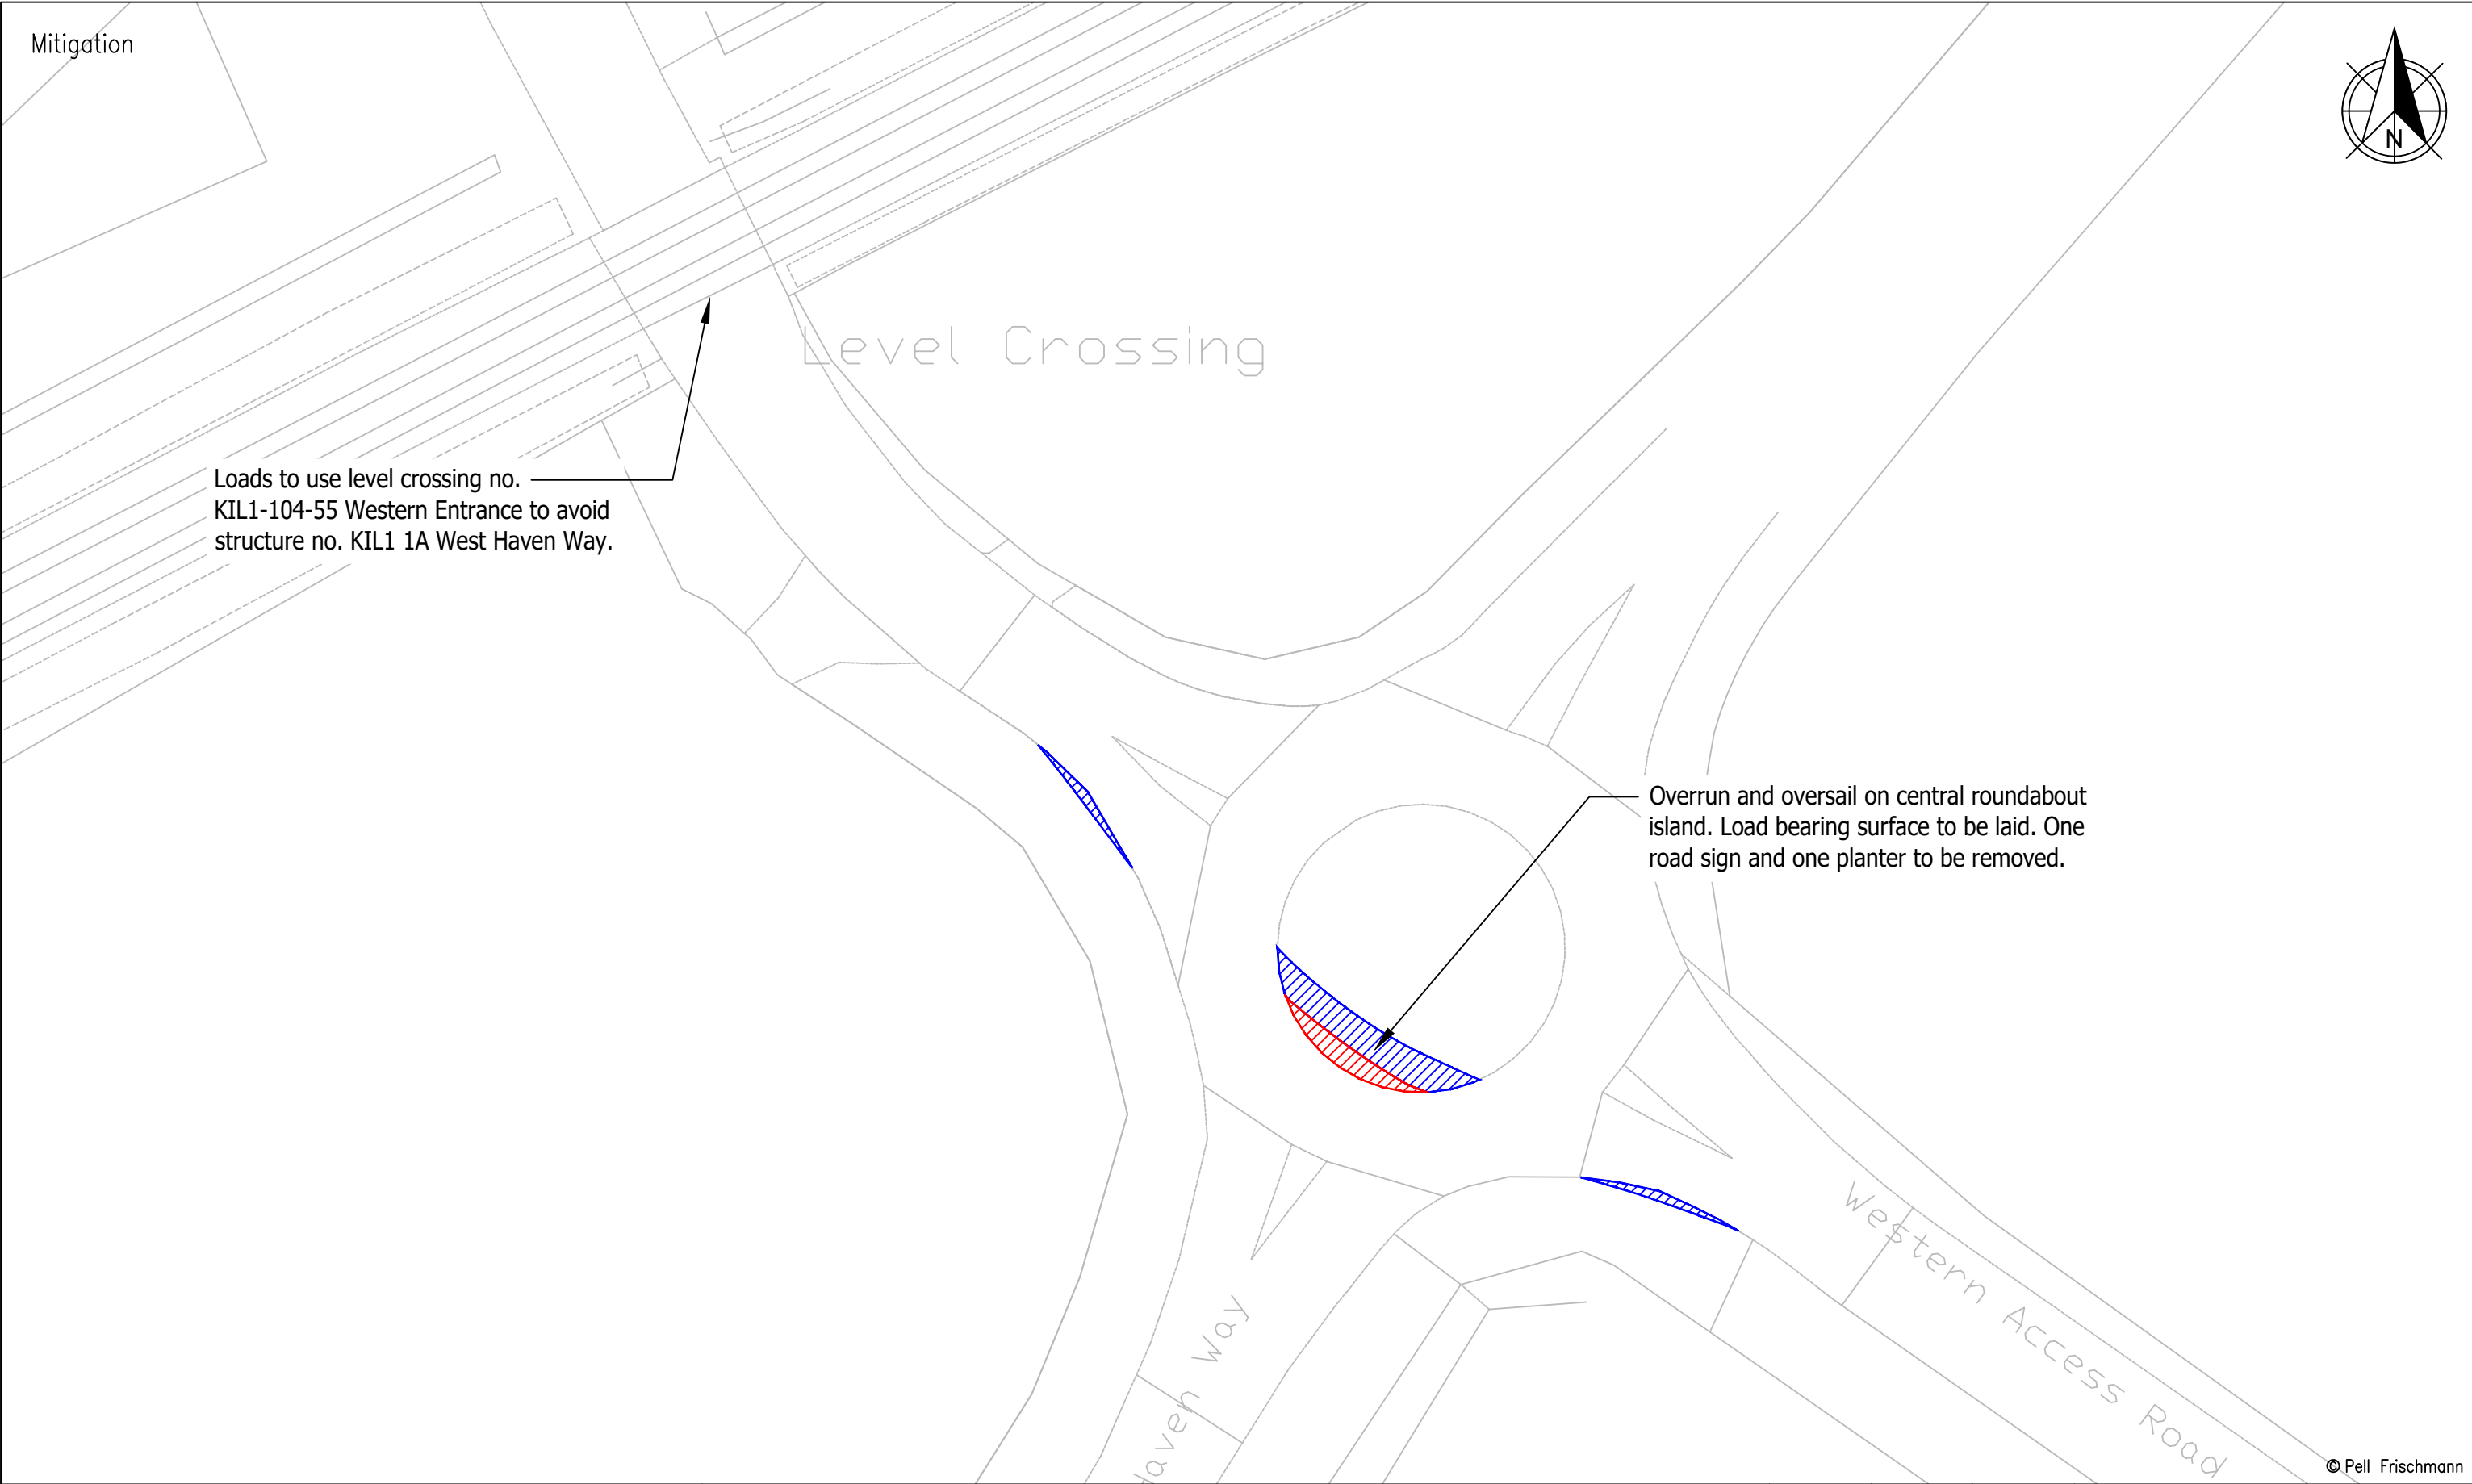 Mitigation
N
Level Crossing
Loads to use level crossing no.
KIL1-104-55 Western Entrance to avoid
structure no. KIL1 1A West Haven Way.
Overrun and oversail on central roundabout
island. Load bearing surface to be laid. One
road sign and one planter to be removed.
Western Access Road
Haven Way
© Pell Frischmann